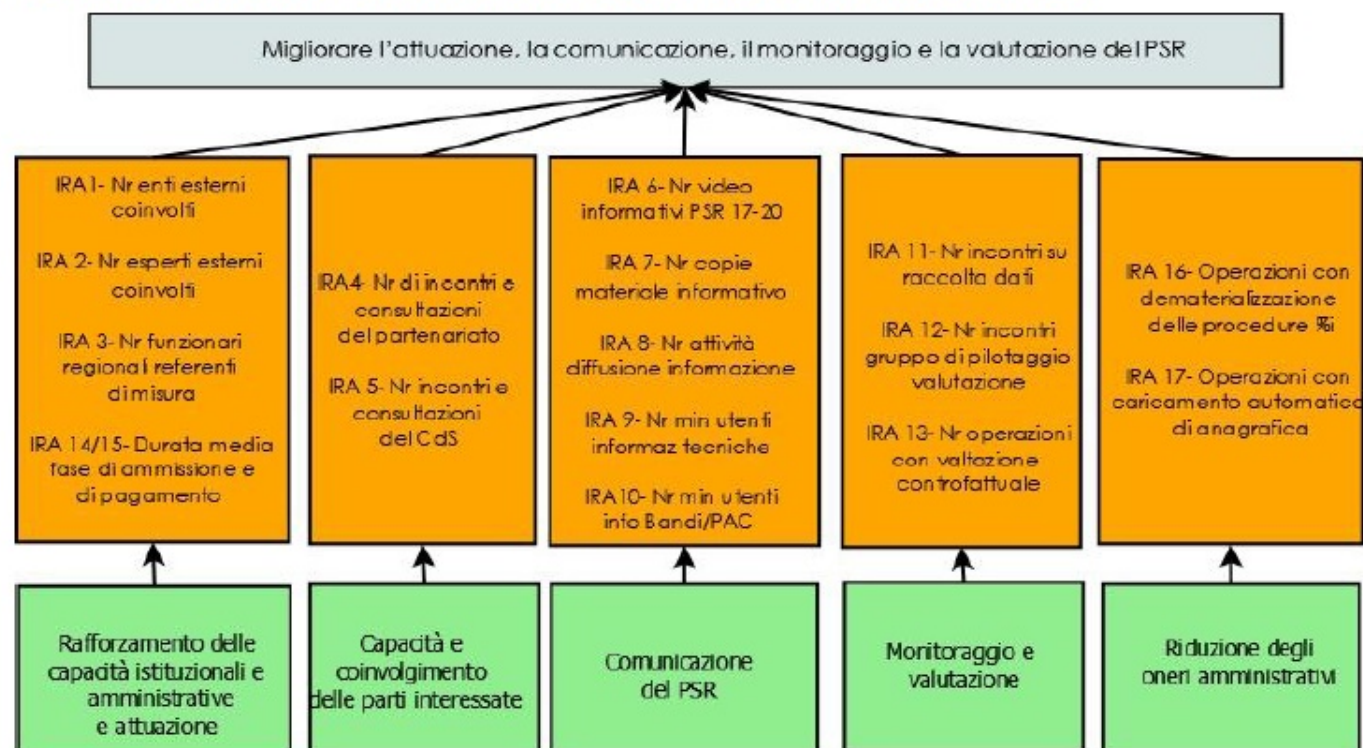 Migliorare l'attuazione, la comunicazione, il monitoraggio e la valutazione del PSR
IRA1- Nr enti esterni
coinvolti
IRA 2- Nr esperti esterni
coinvolti
IRA 3- Nr funzionari
regionali referenti
di misura
IRA 14/15- Durata media
fase di ammissione e
di pagamento
IRA4- Nr di incontri e
consultazioni
del partenariato
IRA 5- Nr incontri e
consultazioni
del CdS
IRA 6- Nr video
informativi PSR 17-20
IRA 7- Nr copie
materiale informativo
IRA 8- Nr attività
diffusione informazione
IRA 9- Nr min utenti
informaz tecniche
IRA10- Nr min utenti
info Bandi/PAC
IRA 11- Nr incontri su
raccolta dati
IRA 12- Nr incontri
gruppo di pilotaggio
valutazione
IRA 13- Nr operazioni
con valtazione
controfattuale
IRA 16- Operazioni con
dematerializzazione
delle procedure %i
IRA 17- Operazioni con
caricamento automatico
di anagrafica
Rafforzamento delle
capacità istituzionali e
amministrative
e attuazione
Capacità e
coinvolgimento
delle parti interessate
Comunicazione
del PSR
Monitoraggio e
valutazione
Riduzione degli
oneri amministrativi